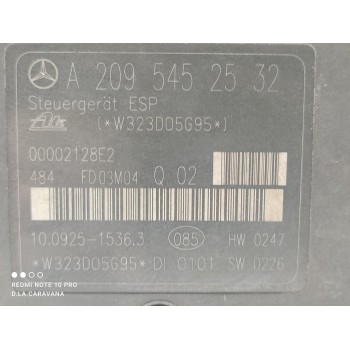 A 209 545 25 32
Steuergerät ESP
ATE (*W323D05G95*)
00002128E2
484 FD03M04 Q 02
10.0925-1536.3 085 HW 0247
*W323D05G95* DI 0101 SW 0226
REDMI NOTE 10 PRO
D.LA CARAVANA